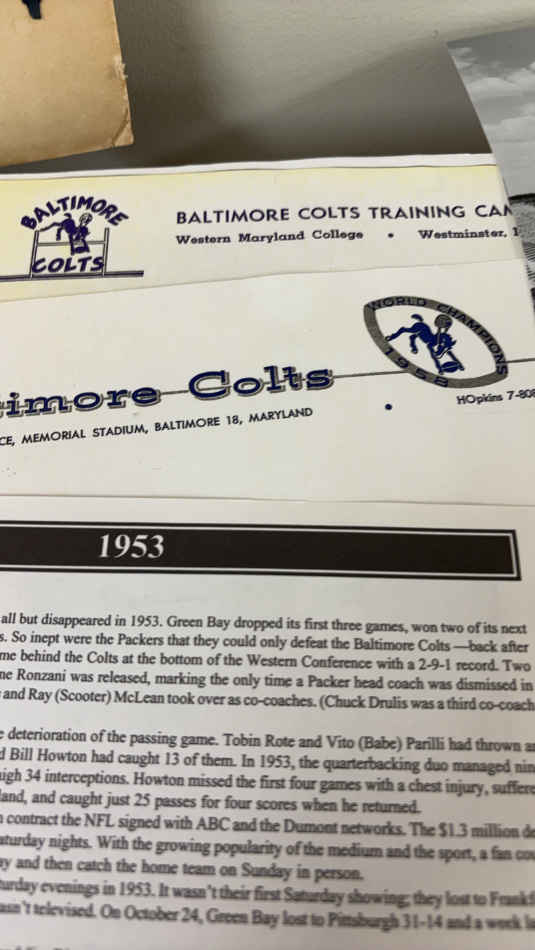 BALTIMORE
COLTS
BALTIMORE COLTS TRAINING
Western Maryland College • Westminster,
WORLD CHAMPIONS
1958
timore Colts
CE, MEMORIAL STADIUM, BALTIMORE 18, MARYLAND • HOpkins 7-808
1953
all but disappeared in 1953. Green Bay dropped its first three games, won two of its next
s. So inept were the Packers that they could only defeat the Baltimore Colts —back after
me behind the Colts at the bottom of the Western Conference with a 2-9-1 record. Two
ne Ronzani was released, marking the only time a Packer head coach was dismissed in
and Ray (Scooter) McLean took over as co-coaches. (Chuck Drulis was a third co-coach
e deterioration of the passing game. Tobin Rote and Vito (Babe) Parilli had thrown
d Bill Howton had caught 13 of them. In 1953, the quarterbacking duo managed nin
igh 34 interceptions. Howton missed the first four games with a chest injury, suffere
land, and caught just 25 passes for four scores when he returned.
contract the NFL signed with ABC and the Dumont networks. The $1.3 million de
aturday nights. With the growing popularity of the medium and the sport, a fan cou
ay and then catch the home team on Sunday in person.
turday evenings in 1953. It wasn't their first Saturday showing; they lost to Frankf
asn't televised. On October 24, Green Bay lost to Pittsburgh 31-14 and a week